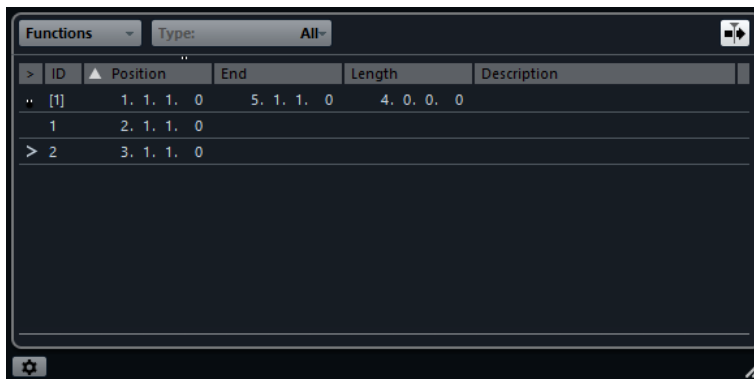 Functions Type: All
> ID Position End Length Description
[1] 1. 1. 1. 0 5. 1. 1. 0 4. 0. 0. 0
1 2. 1. 1. 0
> 2 3. 1. 1. 0